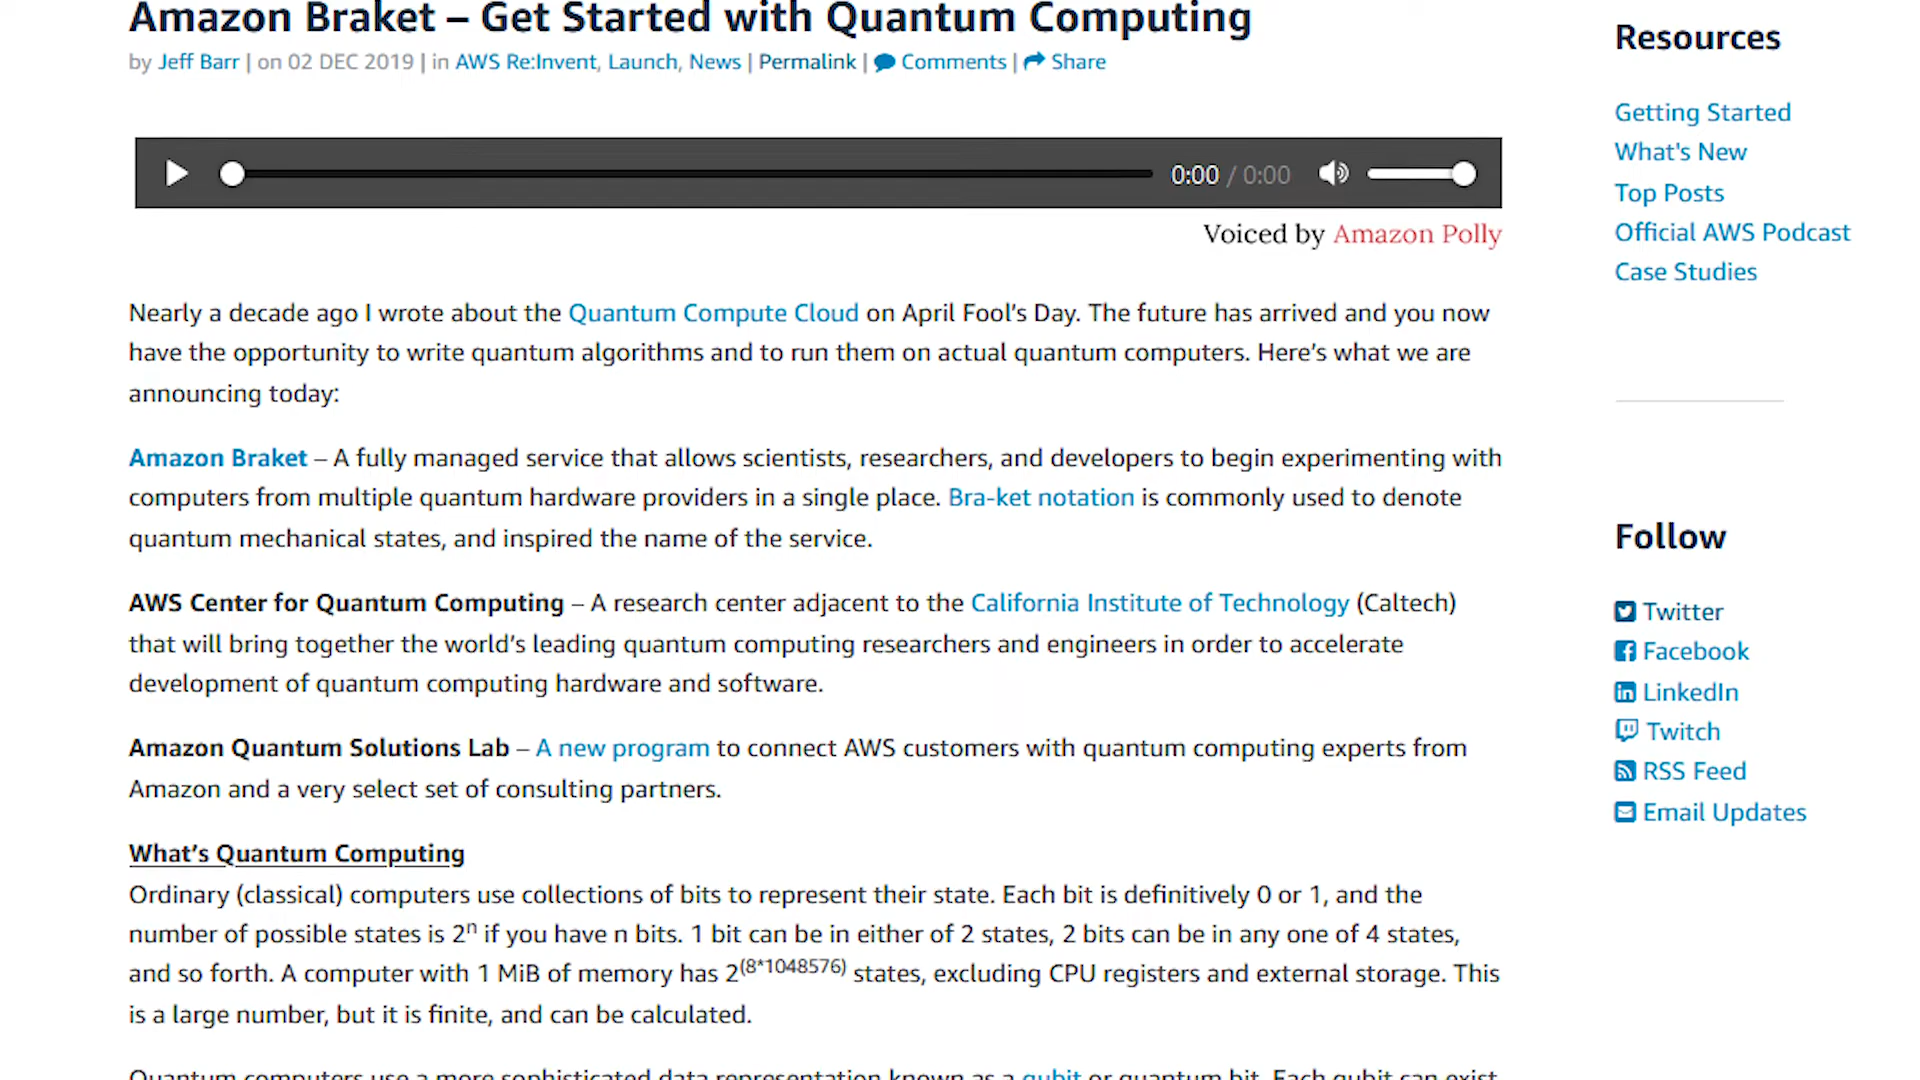 Amazon Braket – Get Started with Quantum Computing
by Jeff Barr | on 02 DEC 2019 | in AWS Re:Invent, Launch, News | Permalink | Comments | Share
0:00 / 0:00
Voiced by Amazon Polly
Nearly a decade ago I wrote about the Quantum Compute Cloud on April Fool’s Day. The future has arrived and you now
have the opportunity to write quantum algorithms and to run them on actual quantum computers. Here’s what we are
announcing today:
Amazon Braket – A fully managed service that allows scientists, researchers, and developers to begin experimenting with
computers from multiple quantum hardware providers in a single place. Bra-ket notation is commonly used to denote
quantum mechanical states, and inspired the name of the service.
AWS Center for Quantum Computing – A research center adjacent to the California Institute of Technology (Caltech)
that will bring together the world’s leading quantum computing researchers and engineers in order to accelerate
development of quantum computing hardware and software.
Amazon Quantum Solutions Lab – A new program to connect AWS customers with quantum computing experts from
Amazon and a very select set of consulting partners.
What’s Quantum Computing
Ordinary (classical) computers use collections of bits to represent their state. Each bit is definitively 0 or 1, and the
number of possible states is 2ⁿ if you have n bits. 1 bit can be in either of 2 states, 2 bits can be in any one of 4 states,
and so forth. A computer with 1 MiB of memory has 2(8*1048576) states, excluding CPU registers and external storage. This
is a large number, but it is finite, and can be calculated.
Quantum computers use a more sophisticated data representation known as a qubit or quantum bit. Each qubit can exist
Resources
Getting Started
What's New
Top Posts
Official AWS Podcast
Case Studies
Follow
Twitter
Facebook
LinkedIn
Twitch
RSS Feed
Email Updates